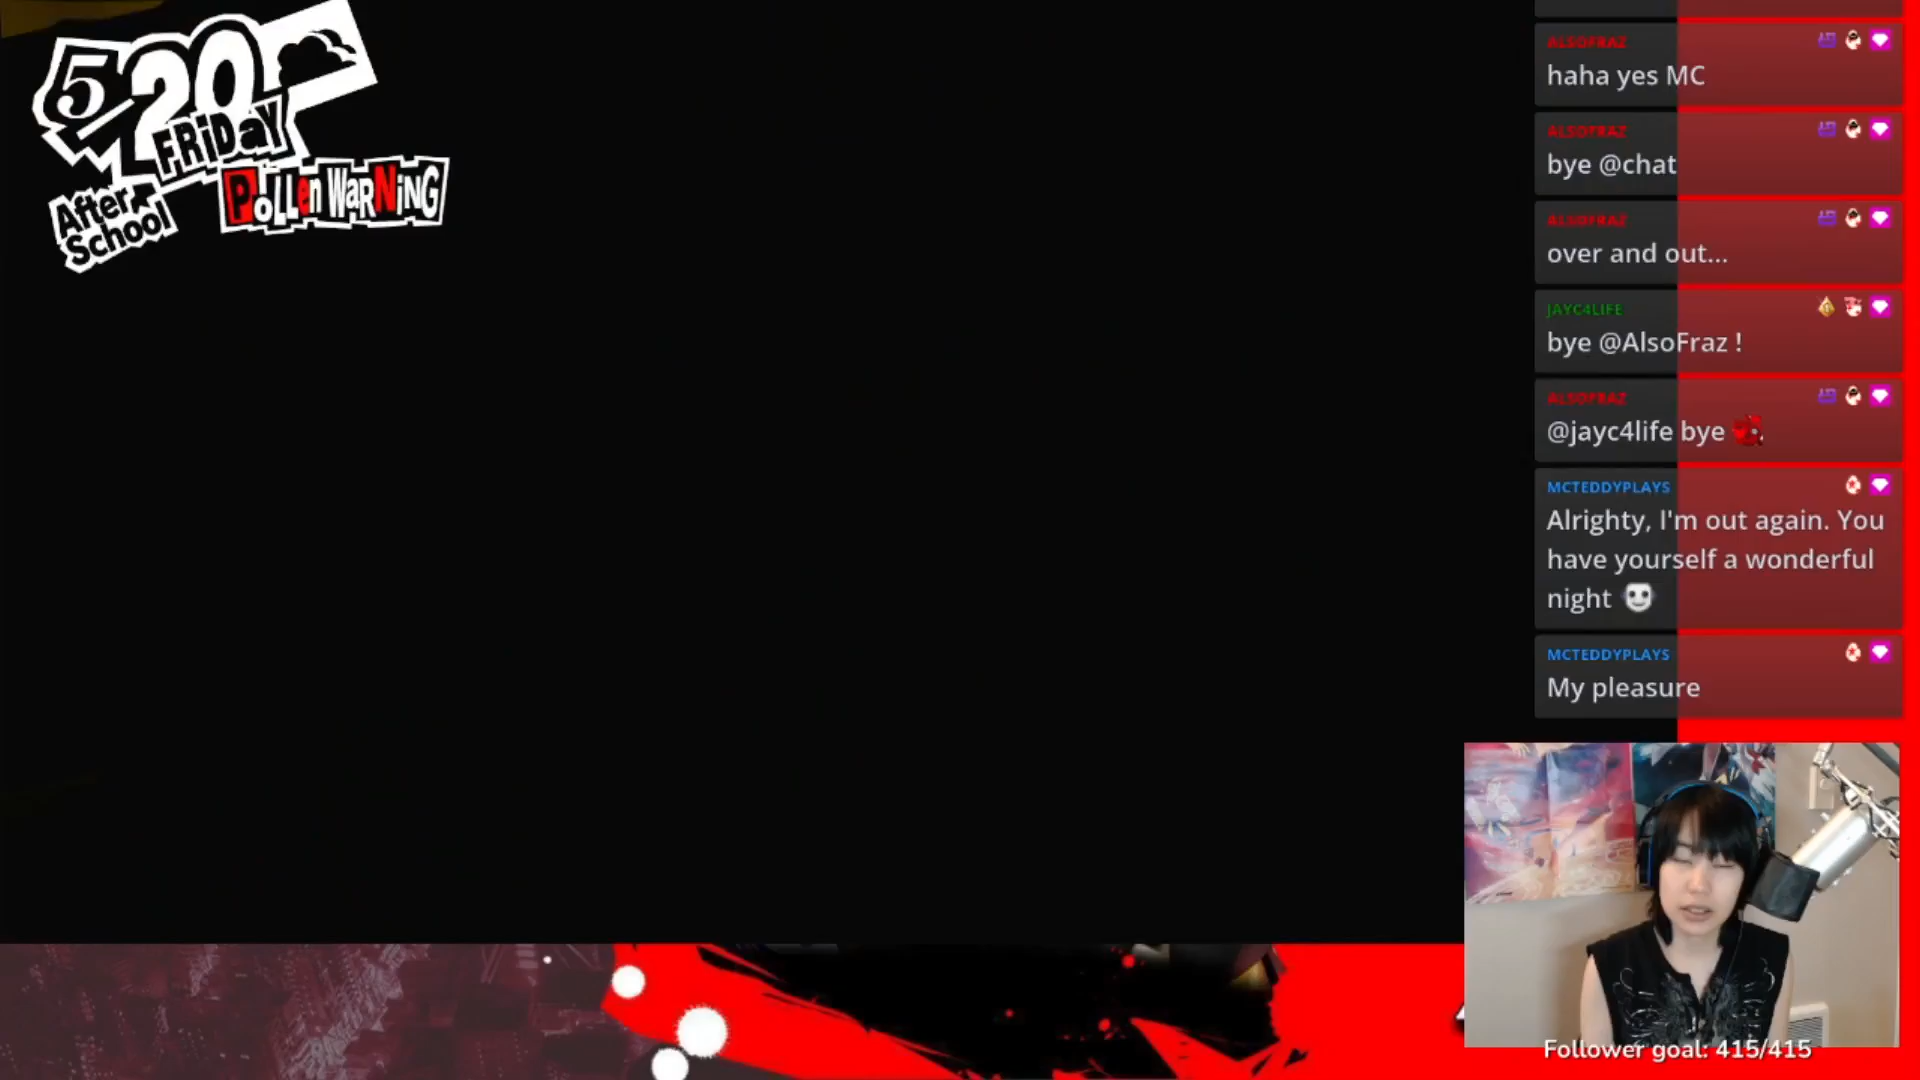 5/20
FRiDaY
After School
POLLen WarNiNG
ALSOFRAZ
haha yes MC
ALSOFRAZ
bye @chat
ALSOFRAZ
over and out...
JAYC4LIFE
bye @AlsoFraz !
ALSOFRAZ
@jayc4life bye
MCTEDDYPLAYS
Alrighty, I'm out again. You
have yourself a wonderful
night
MCTEDDYPLAYS
My pleasure
Follower goal: 415/415